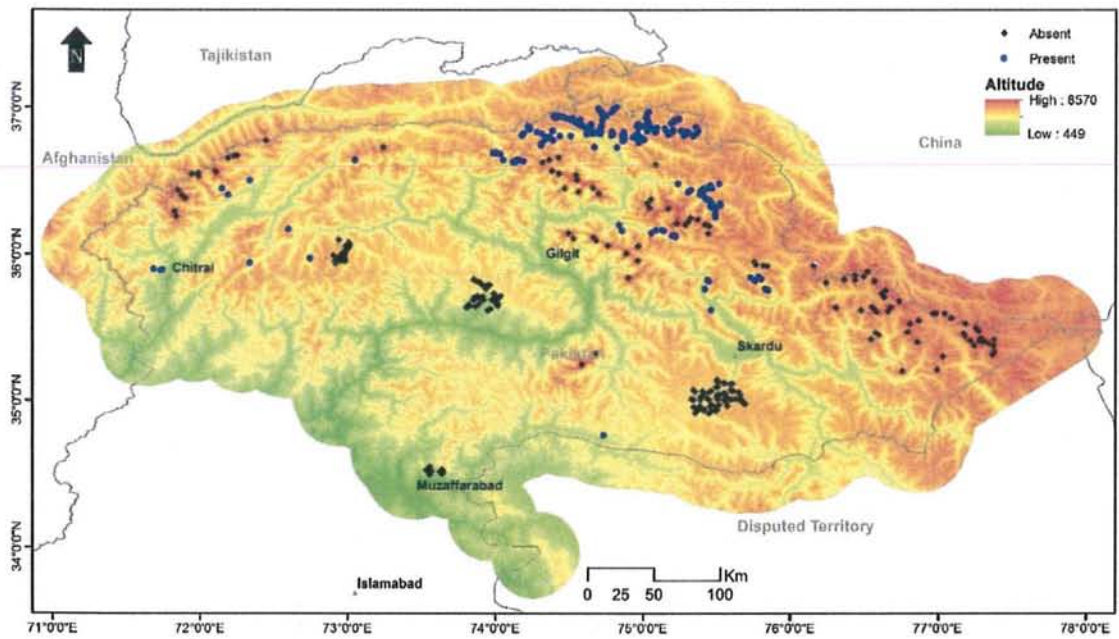 N
Tajikistan
Absent
Present
Altitude
High : 8570
Low : 449
Afghanistan
China
Chitral
Gilgit
Skardu
Pakistan
Muzaffarabad
Disputed Territory
Islamabad
Km
0 25 50 100
37°0'0"N
36°0'0"N
35°0'0"N
34°0'0"N
71°0'0"E 72°0'0"E 73°0'0"E 74°0'0"E 75°0'0"E 76°0'0"E 77°0'0"E 78°0'0"E